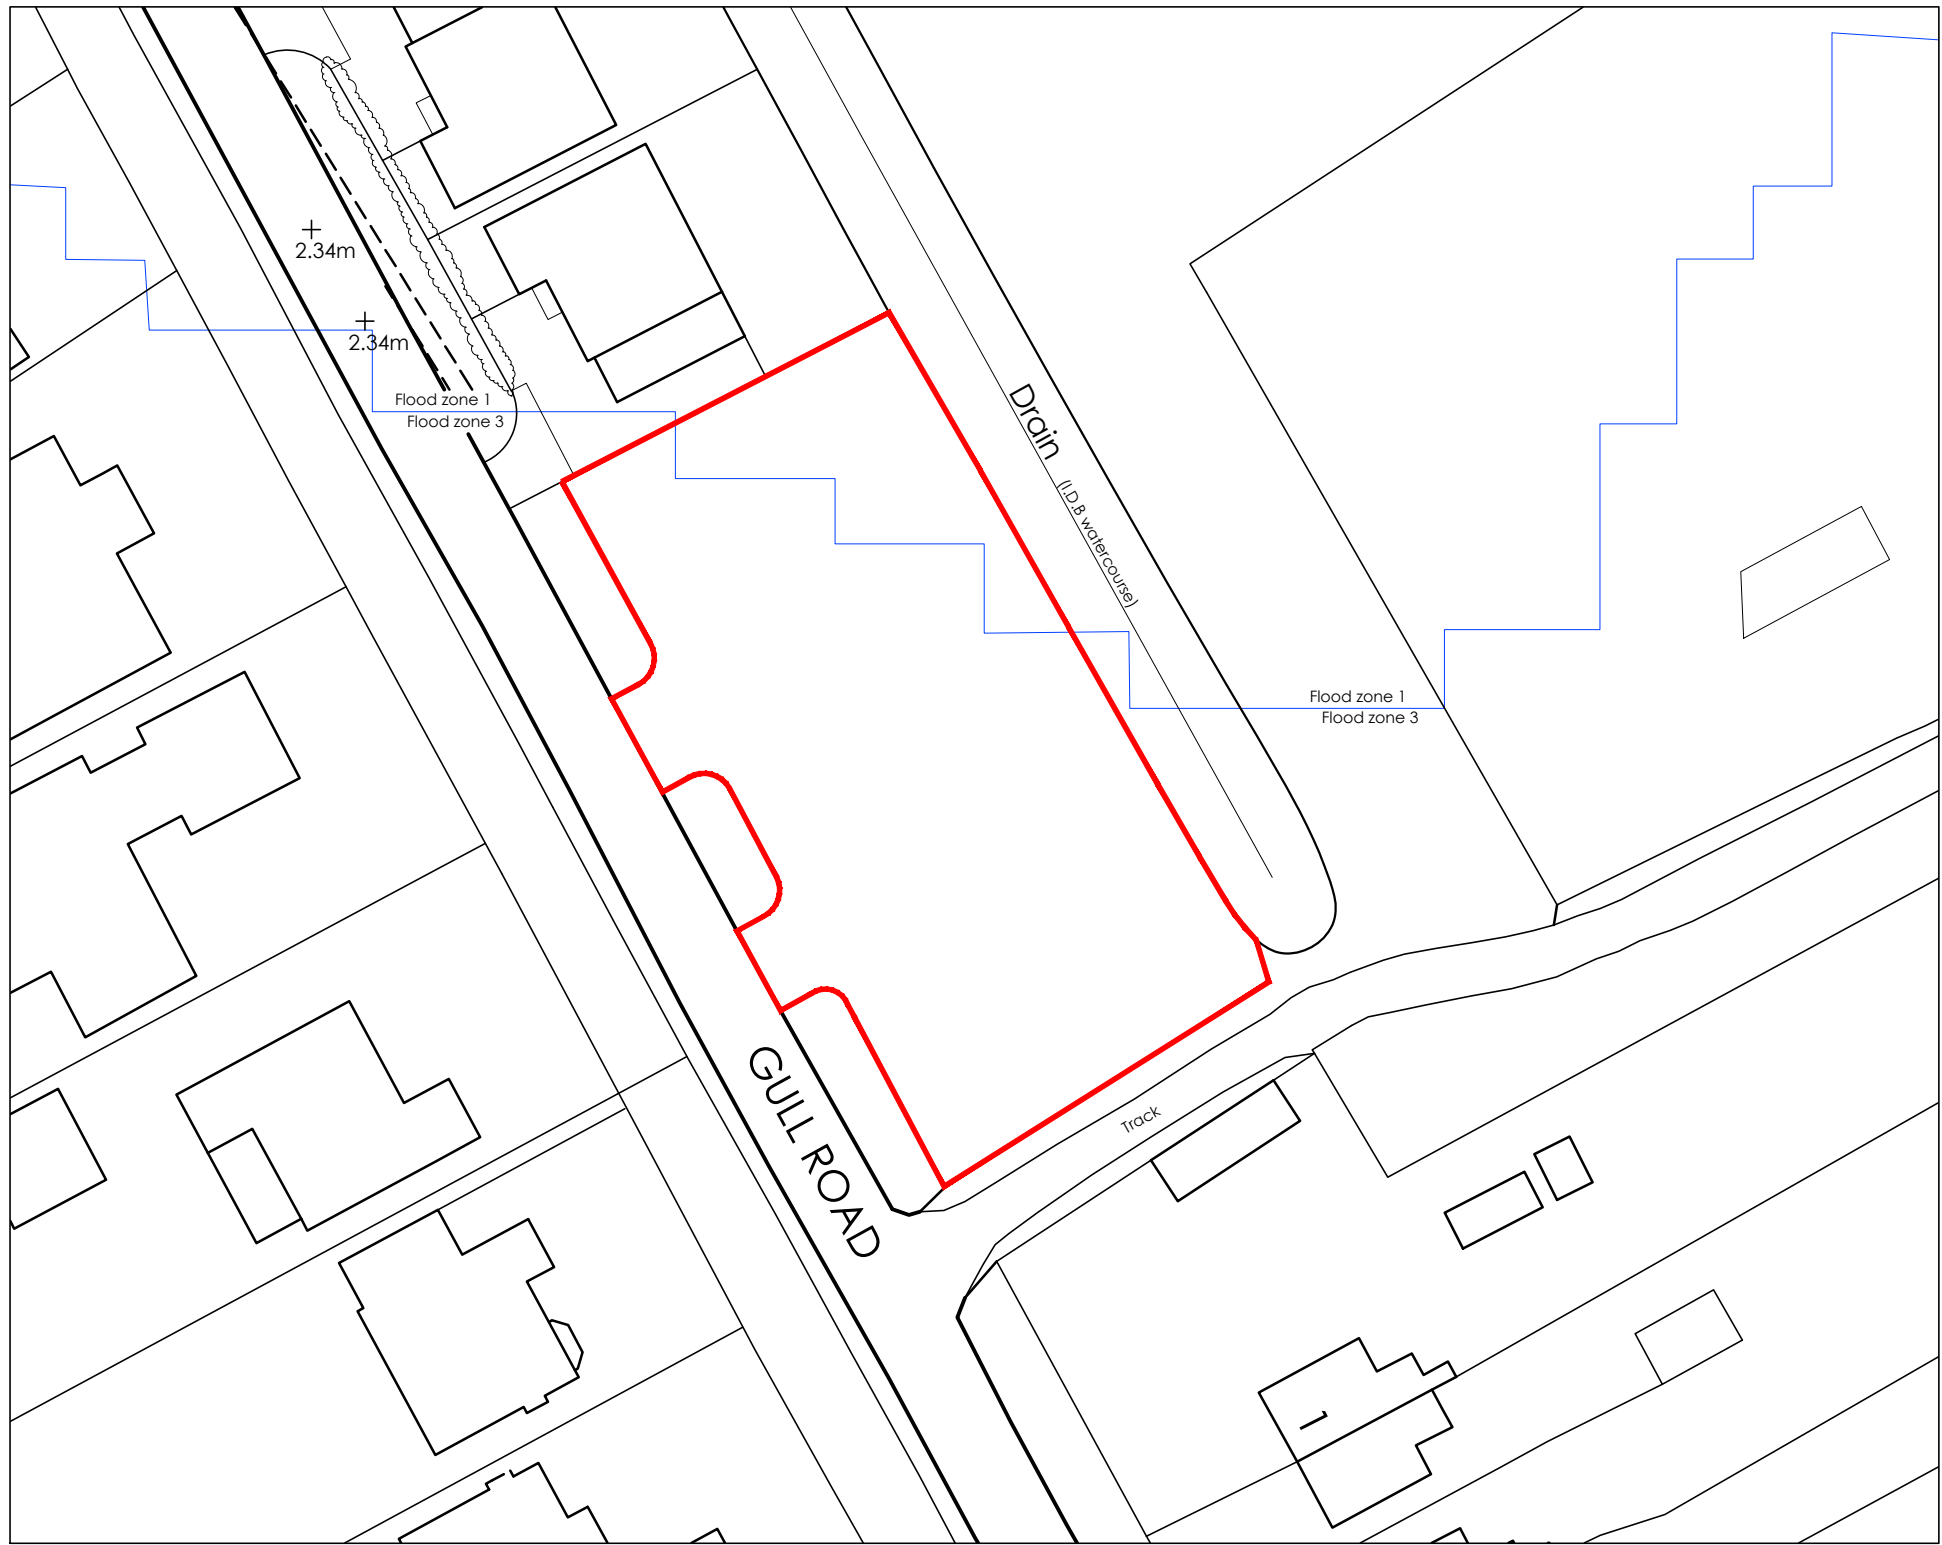 2.34m
2.34m
Flood zone 1
Flood zone 3
Drain
(I.D.B watercourse)
Flood zone 1
Flood zone 3
GULL ROAD
Track
1